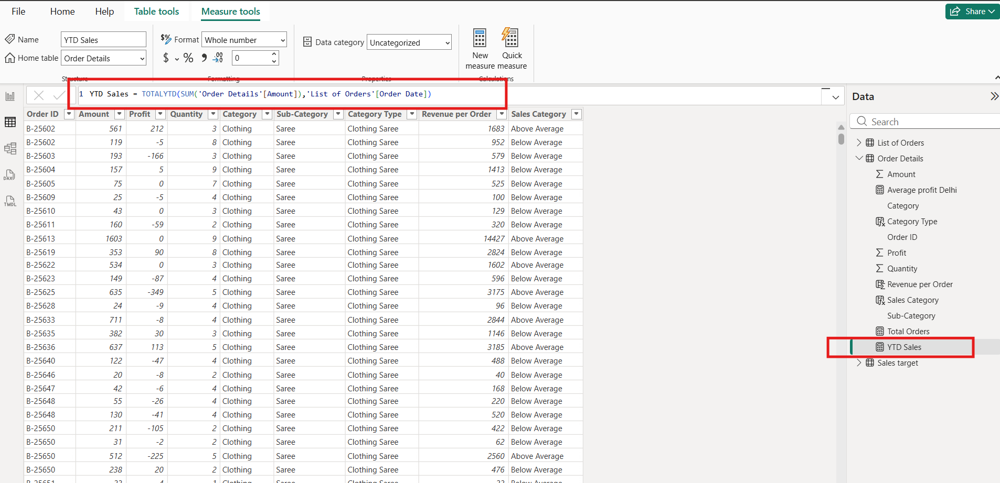 File Home Help Table tools Measure tools Share
Name YTD Sales $% Format Whole number Data category Uncategorized New measure Quick measure
Home table Order Details $ % , .00 0
Structure Formatting Properties Calculations
1 YTD Sales = TOTALYTD(SUM('Order Details'[Amount]),'List of Orders'[Order Date])
Order ID Amount Profit Quantity Category Sub-Category Category Type Revenue per Order Sales Category
B-25602 561 212 3 Clothing Saree Clothing Saree 1683 Above Average
B-25602 119 -5 8 Clothing Saree Clothing Saree 952 Below Average
B-25603 193 -166 3 Clothing Saree Clothing Saree 579 Below Average
B-25604 157 5 9 Clothing Saree Clothing Saree 1413 Below Average
B-25605 75 0 7 Clothing Saree Clothing Saree 525 Below Average
B-25609 25 -5 4 Clothing Saree Clothing Saree 100 Below Average
B-25610 43 0 3 Clothing Saree Clothing Saree 129 Below Average
B-25611 160 -59 2 Clothing Saree Clothing Saree 320 Below Average
B-25613 1603 0 9 Clothing Saree Clothing Saree 14427 Above Average
B-25619 353 90 8 Clothing Saree Clothing Saree 2824 Below Average
B-25622 534 0 3 Clothing Saree Clothing Saree 1602 Above Average
B-25623 149 -87 4 Clothing Saree Clothing Saree 596 Below Average
B-25625 635 -349 5 Clothing Saree Clothing Saree 3175 Above Average
B-25628 24 -9 4 Clothing Saree Clothing Saree 96 Below Average
B-25633 711 -8 4 Clothing Saree Clothing Saree 2844 Above Average
B-25635 382 30 3 Clothing Saree Clothing Saree 1146 Below Average
B-25636 637 113 5 Clothing Saree Clothing Saree 3185 Above Average
B-25640 122 -47 4 Clothing Saree Clothing Saree 488 Below Average
B-25646 20 -8 2 Clothing Saree Clothing Saree 40 Below Average
B-25647 42 -6 4 Clothing Saree Clothing Saree 168 Below Average
B-25648 55 -26 4 Clothing Saree Clothing Saree 220 Below Average
B-25648 130 -41 4 Clothing Saree Clothing Saree 520 Below Average
B-25650 211 -105 2 Clothing Saree Clothing Saree 422 Below Average
B-25650 31 -2 2 Clothing Saree Clothing Saree 62 Below Average
B-25650 512 -225 5 Clothing Saree Clothing Saree 2560 Above Average
B-25650 238 20 2 Clothing Saree Clothing Saree 476 Below Average
DAX
TMDL
Data
Search
List of Orders
Order Details
Amount
Average profit Delhi
Category
Category Type
Order ID
Profit
Quantity
Revenue per Order
Sales Category
Sub-Category
Total Orders
YTD Sales
Sales target